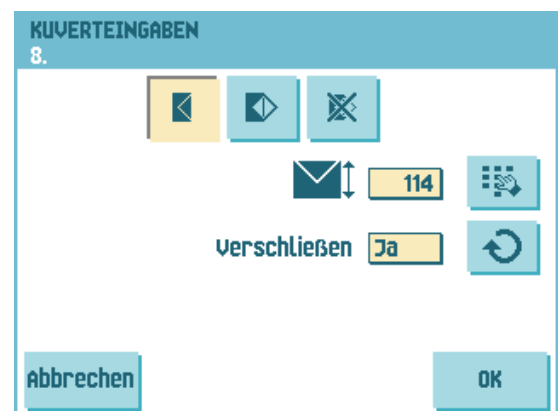 KUVERTEINGABEN
8.
114
Verschließen Ja
Abbrechen OK